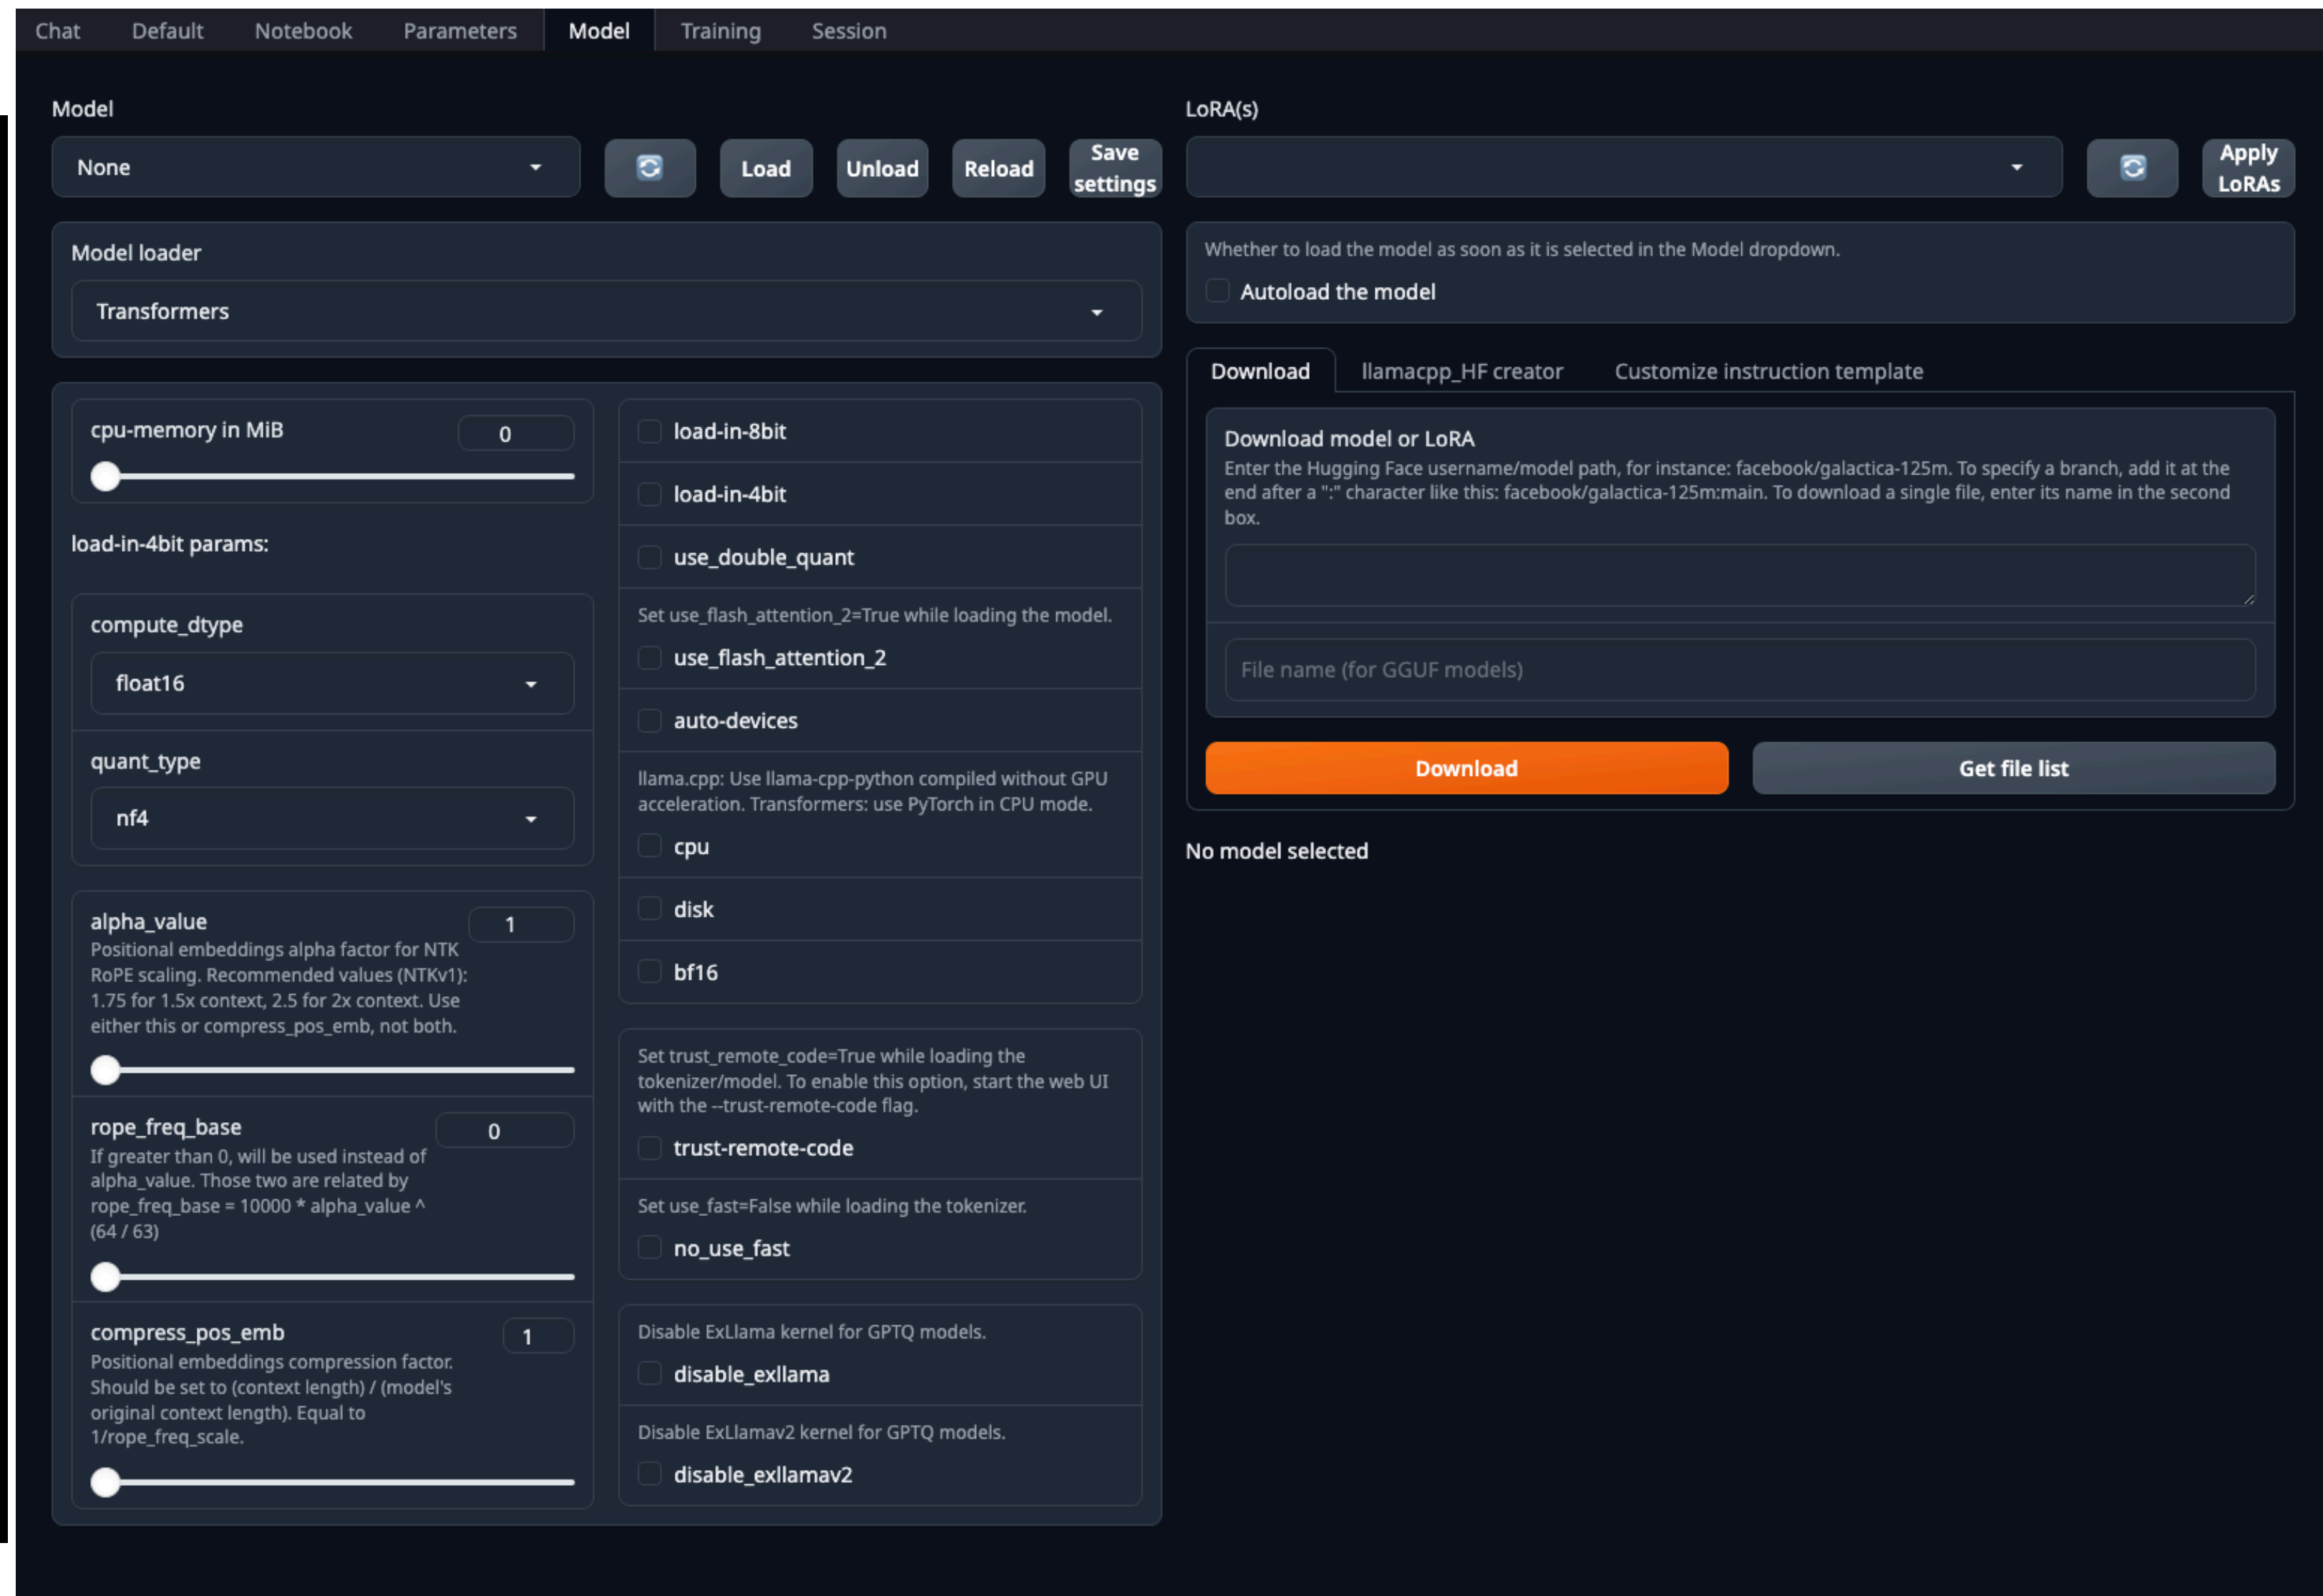 Chat Default Notebook Parameters Model Training Session
Model
None
Load Unload Reload Save settings
Model loader
Transformers
cpu-memory in MiB 0
load-in-4bit params:
compute_dtype
float16
quant_type
nf4
alpha_value 1
Positional embeddings alpha factor for NTK
RoPE scaling. Recommended values (NTKv1):
1.75 for 1.5x context, 2.5 for 2x context. Use
either this or compress_pos_emb, not both.
rope_freq_base 0
If greater than 0, will be used instead of
alpha_value. Those two are related by
rope_freq_base = 10000 * alpha_value ^
(64 / 63)
compress_pos_emb 1
Positional embeddings compression factor.
Should be set to (context length) / (model's
original context length). Equal to
1/rope_freq_scale.
load-in-8bit
load-in-4bit
use_double_quant
Set use_flash_attention_2=True while loading the model.
use_flash_attention_2
auto-devices
llama.cpp: Use llama-cpp-python compiled without GPU
acceleration. Transformers: use PyTorch in CPU mode.
cpu
disk
bf16
Set trust_remote_code=True while loading the
tokenizer/model. To enable this option, start the web UI
with the --trust-remote-code flag.
trust-remote-code
Set use_fast=False while loading the tokenizer.
no_use_fast
Disable ExLlama kernel for GPTQ models.
disable_exllama
Disable ExLlamav2 kernel for GPTQ models.
disable_exllamav2
LoRA(s)
Apply
LoRAs
Whether to load the model as soon as it is selected in the Model dropdown.
Autoload the model
Download llamacpp_HF creator Customize instruction template
Download model or LoRA
Enter the Hugging Face username/model path, for instance: facebook/galactica-125m. To specify a branch, add it at the
end after a ":" character like this: facebook/galactica-125m:main. To download a single file, enter its name in the second
box.
File name (for GGUF models)
Download Get file list
No model selected